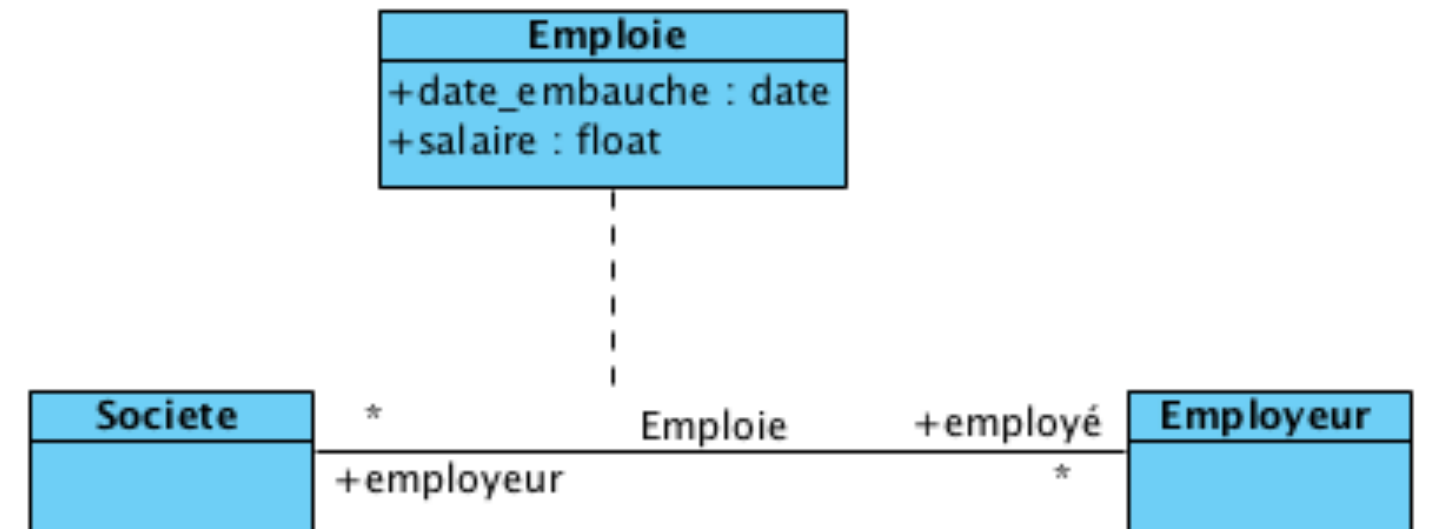 Emploie
+date_embauche : date
+salaire : float
Societe
*
Emploie
+employé
Employeur
+employeur
*